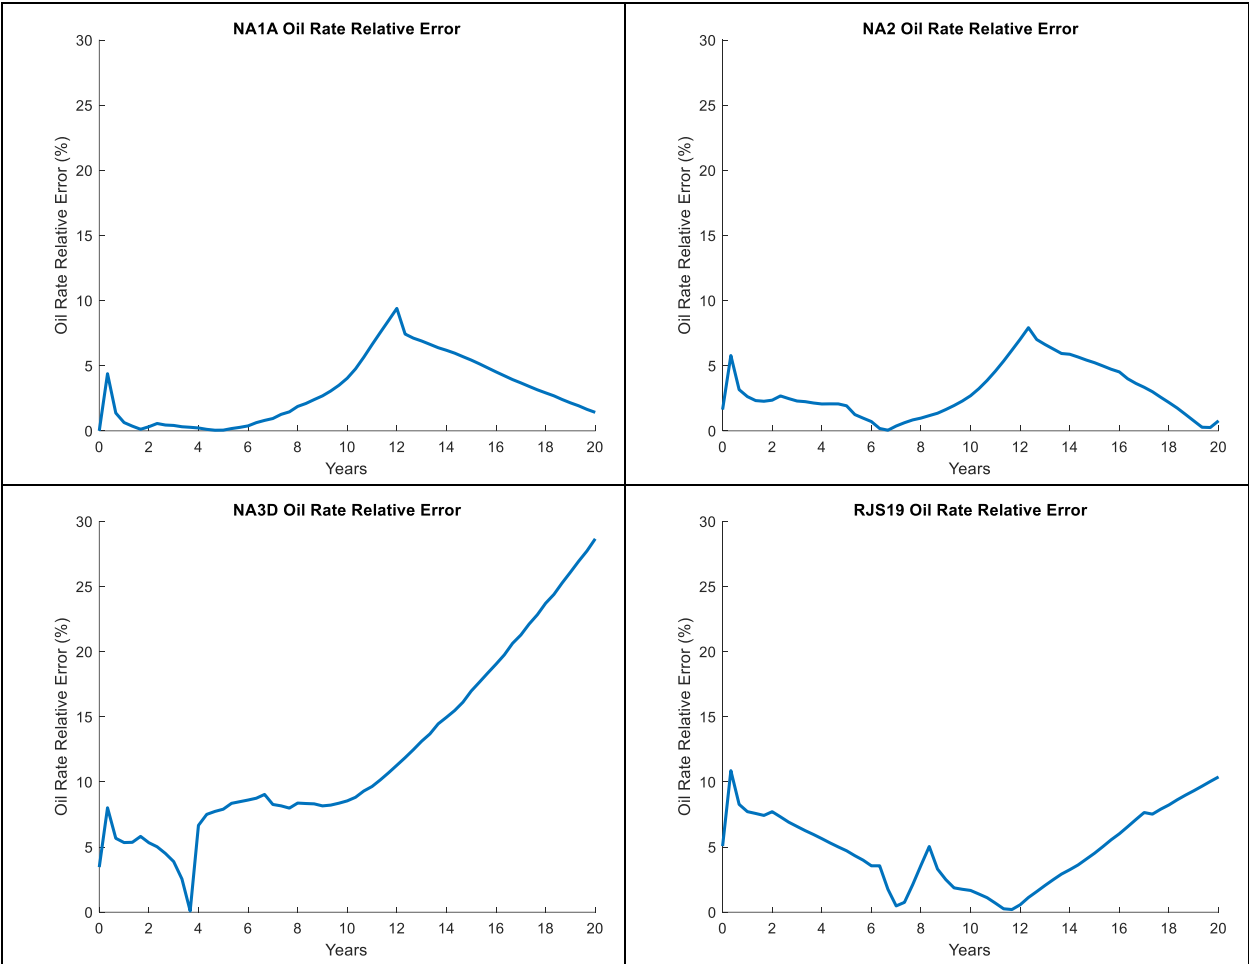 NA1A Oil Rate Relative Error
Oil Rate Relative Error (%)
30
25
20
15
10
5
0
0 2 4 6 8 10 12 14 16 18 20
Years
NA2 Oil Rate Relative Error
Oil Rate Relative Error (%)
30
25
20
15
10
5
0
0 2 4 6 8 10 12 14 16 18 20
Years
NA3D Oil Rate Relative Error
Oil Rate Relative Error (%)
30
25
20
15
10
5
0
0 2 4 6 8 10 12 14 16 18 20
Years
RJS19 Oil Rate Relative Error
Oil Rate Relative Error (%)
30
25
20
15
10
5
0
0 2 4 6 8 10 12 14 16 18 20
Years